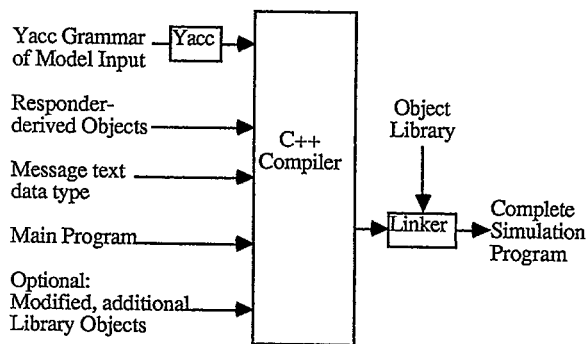 Yacc Grammar
of Model Input
Yacc
Responder-
derived Objects
Message text
data type
Main Program
Optional:
Modified, additional
Library Objects
C++
Compiler
Object
Library
Linker
Complete
Simulation
Program